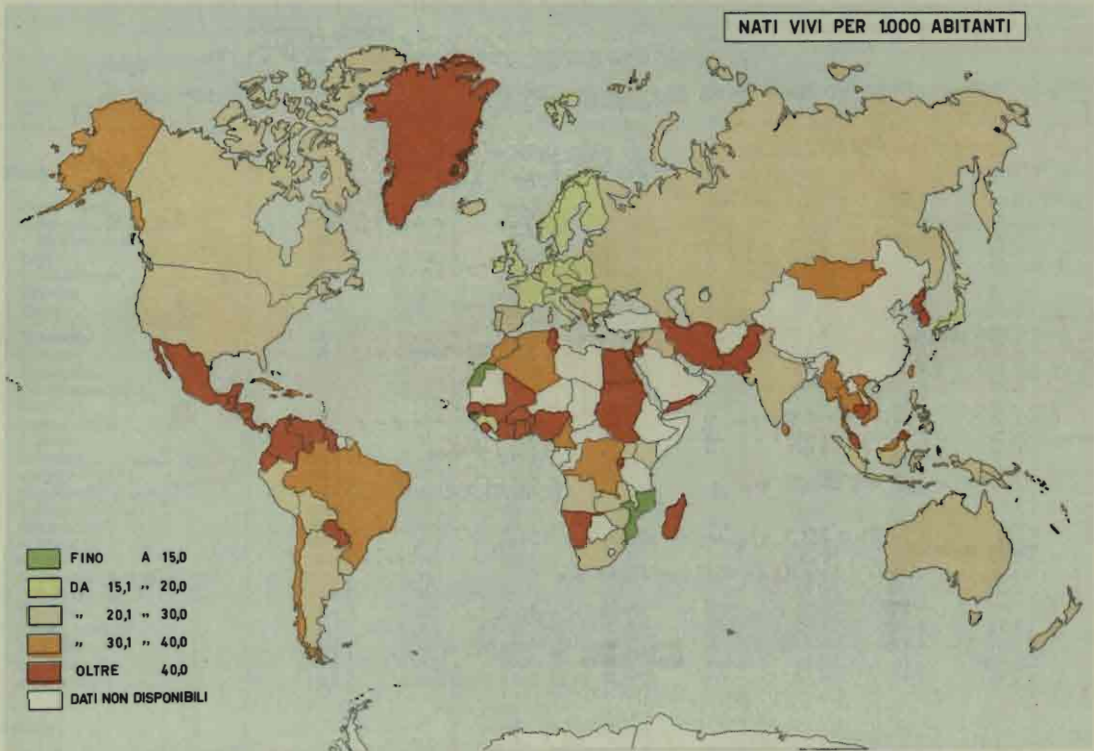 NATI VIVI PER 1.000 ABITANTI
FINO A 15,0
DA 15,1 ,, 20,0
,, 20,1 ,, 30,0
,, 30,1 ,, 40,0
OLTRE 40,0
DATI NON DISPONIBILI